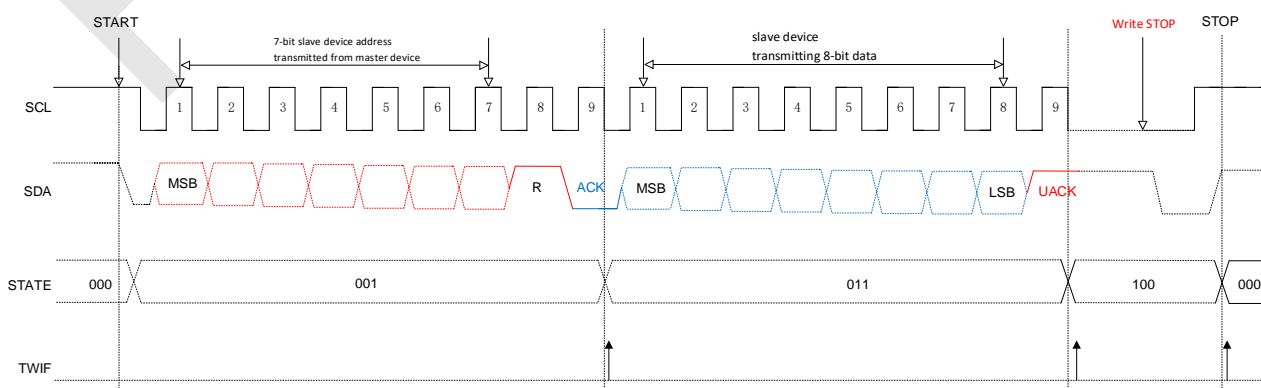 START
7-bit slave device address
transmitted from master device
slave device
transmitting 8-bit data
Write STOP
STOP
SCL
1 2 3 4 5 6 7 8 9 1 2 3 4 5 6 7 8 9
SDA
MSB R ACK MSB LSB UACK
STATE
000 001 011 100 000
TWIF